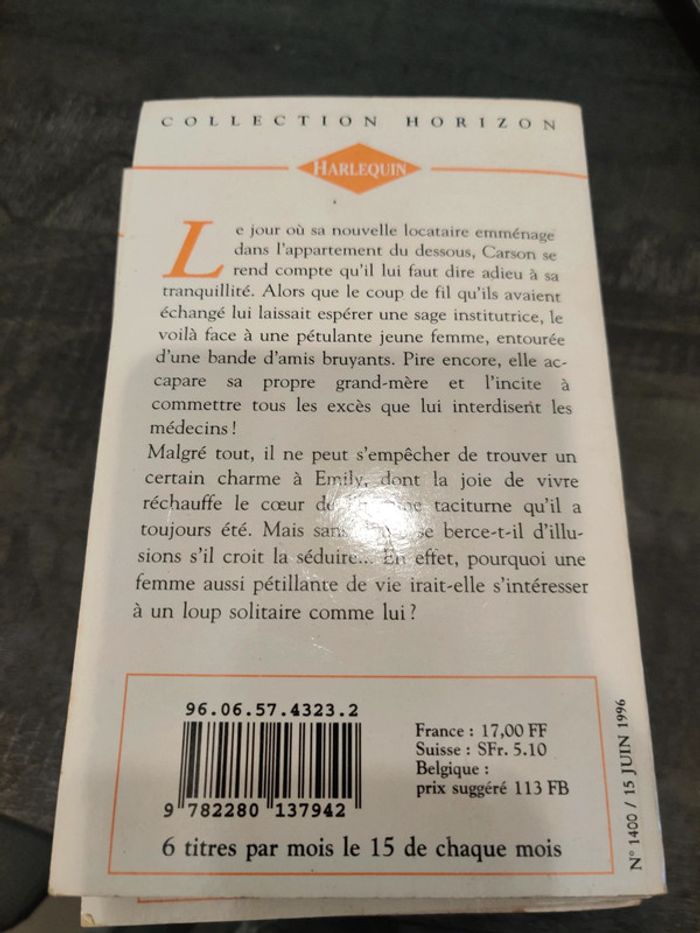 COLLECTION HORIZON
HARLEQUIN
Le jour où sa nouvelle locataire emménage
dans l'appartement du dessous, Carson se
rend compte qu'il lui faut dire adieu à sa
tranquillité. Alors que le coup de fil qu'ils avaient
échangé lui laissait espérer une sage institutrice, le
voilà face à une pétulante jeune femme, entourée
d'une bande d'amis bruyants. Pire encore, elle ac-
capare sa propre grand-mère et l'incite à
commettre tous les excès que lui interdisent les
médecins !
Malgré tout, il ne peut s'empêcher de trouver un
certain charme à Emily, dont la joie de vivre
réchauffe le cœur de taciturne qu'il a
toujours été. Mais sans se berce-t-il d'illu-
sions s'il croit la séduire... En effet, pourquoi une
femme aussi pétillante de vie irait-elle s'intéresser
à un loup solitaire comme lui ?
96.06.57.4323.2
9 782280 137942
France : 17,00 FF
Suisse : SFr. 5.10
Belgique :
prix suggéré 113 FB
6 titres par mois le 15 de chaque mois
N° 1400 / 15 JUIN 1996